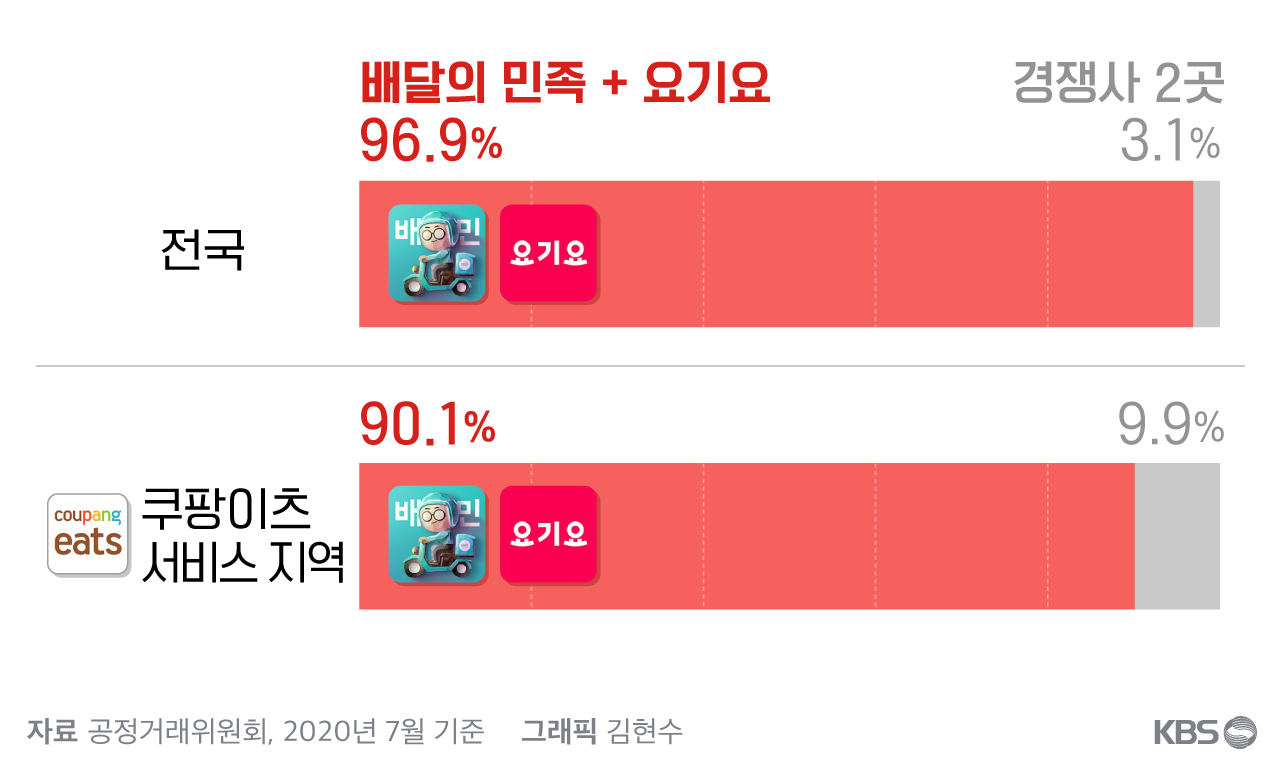 배달의 민족 + 요기요
경쟁사 2곳
96.9%
3.1%
전국
배민
요기요
90.1%
9.9%
coupang
eats
쿠팡이츠
서비스 지역
배민
요기요
자료 공정거래위원회, 2020년 7월 기준 그래픽 김현수
KBS